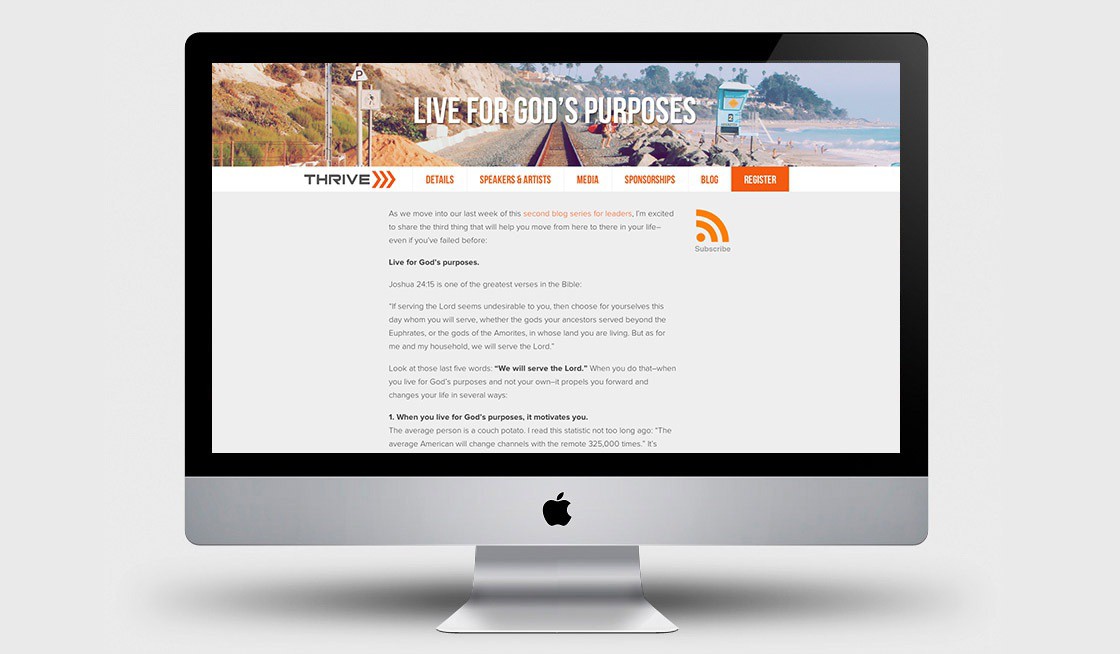 P
LIVE FOR GOD'S PURPOSES
2
THRIVE
DETAILS
SPEAKERS & ARTISTS
MEDIA
SPONSORSHIPS
BLOG
REGISTER
As we move into our last week of this second blog series for leaders, I'm excited
to share the third thing that will help you move from here to there in your life–
even if you've failed before:
Subscribe
Live for God's purposes.
Joshua 24:15 is one of the greatest verses in the Bible:
"If serving the Lord seems undesirable to you, then choose for yourselves this
day whom you will serve, whether the gods your ancestors served beyond the
Euphrates, or the gods of the Amorites, in whose land you are living. But as for
me and my household, we will serve the Lord."
Look at those last five words: "We will serve the Lord." When you do that–when
you live for God's purposes and not your own–it propels you forward and
changes your life in several ways:
1. When you live for God's purposes, it motivates you.
The average person is a couch potato. I read this statistic not too long ago: "The
average American will change channels with the remote 325,000 times." It's